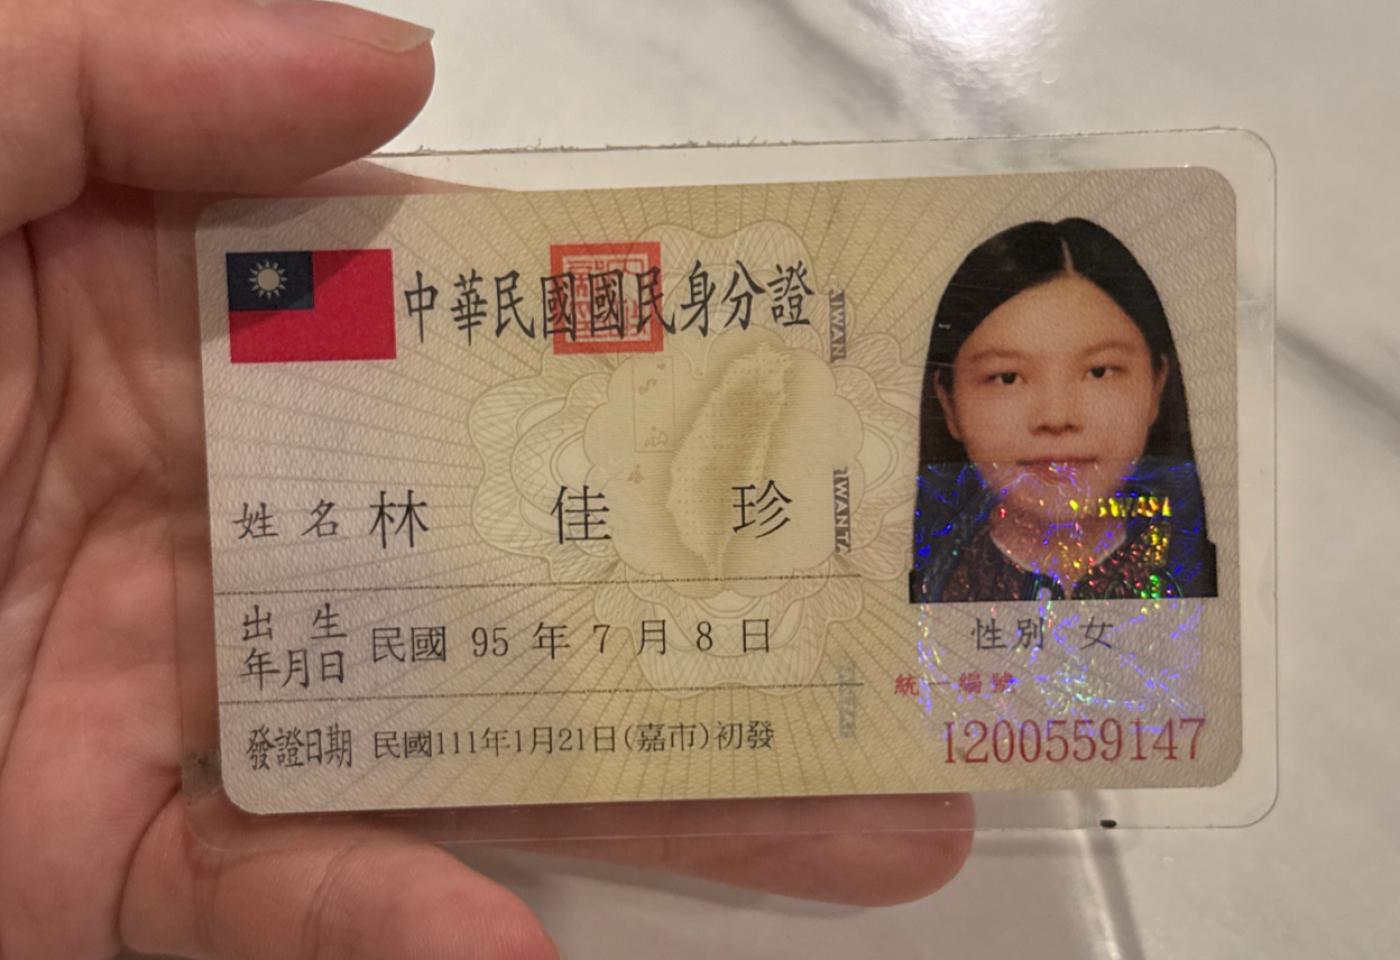 中華民國國民身分證
姓名 林佳珍
出生年月日 民國 95 年 7 月 8 日
發證日期 民國111年1月21日(嘉市)初發
性別 女
統一編號
I200559147
TAIWAN